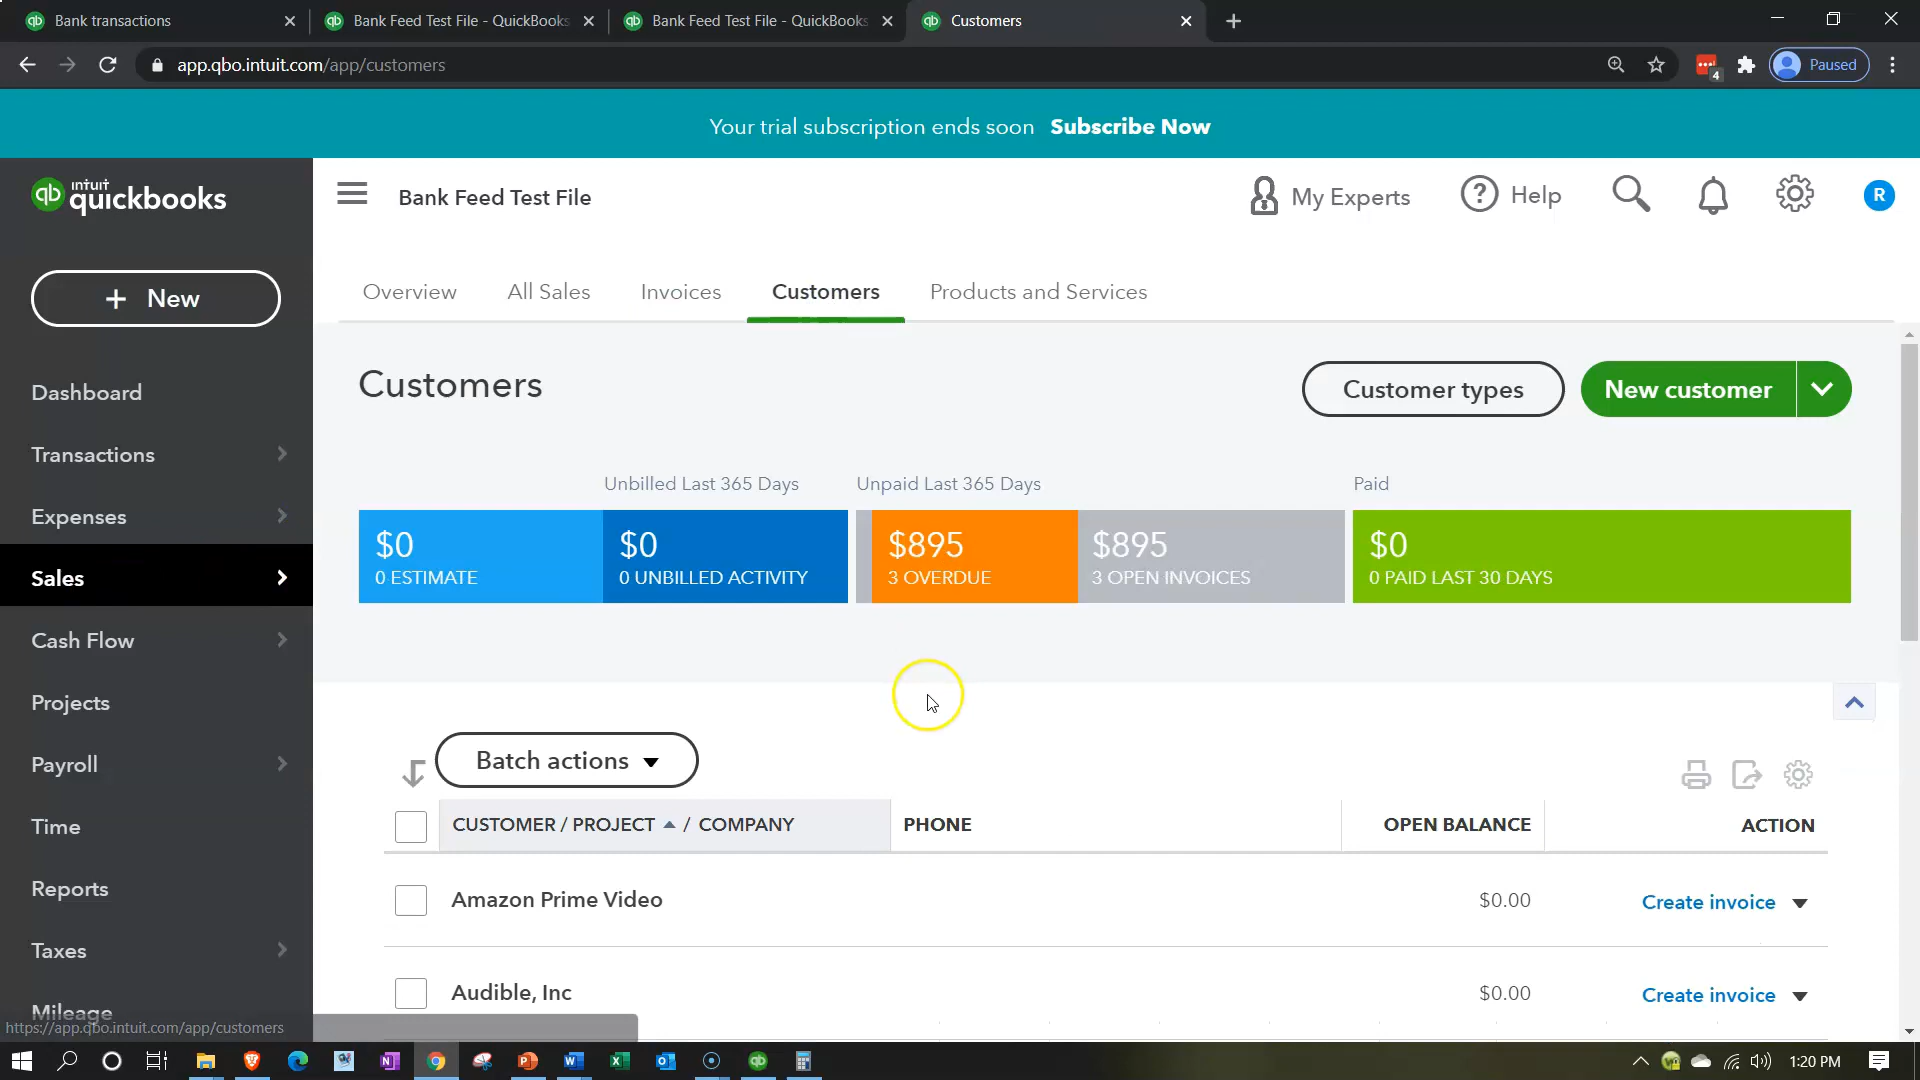 Bank transactions
Bank Feed Test File - QuickBooks
Bank Feed Test File - QuickBooks
Customers
app.qbo.intuit.com/app/customers
4
Paused
Your trial subscription ends soon Subscribe Now
qb intuit quickbooks
Bank Feed Test File
My Experts
Help
R
+ New
Overview
All Sales
Invoices
Customers
Products and Services
Dashboard
Transactions
Expenses
Sales
Cash Flow
Projects
Payroll
Time
Reports
Taxes
Mileage
https://app.qbo.intuit.com/app/customers
Customers
Customer types
New customer
Unbilled Last 365 Days
Unpaid Last 365 Days
Paid
$0
0 ESTIMATE
$0
0 UNBILLED ACTIVITY
$895
3 OVERDUE
$895
3 OPEN INVOICES
$0
0 PAID LAST 30 DAYS
Batch actions
CUSTOMER / PROJECT / COMPANY
PHONE
OPEN BALANCE
ACTION
Amazon Prime Video
$0.00
Create invoice
Audible, Inc
$0.00
Create invoice
1:20 PM